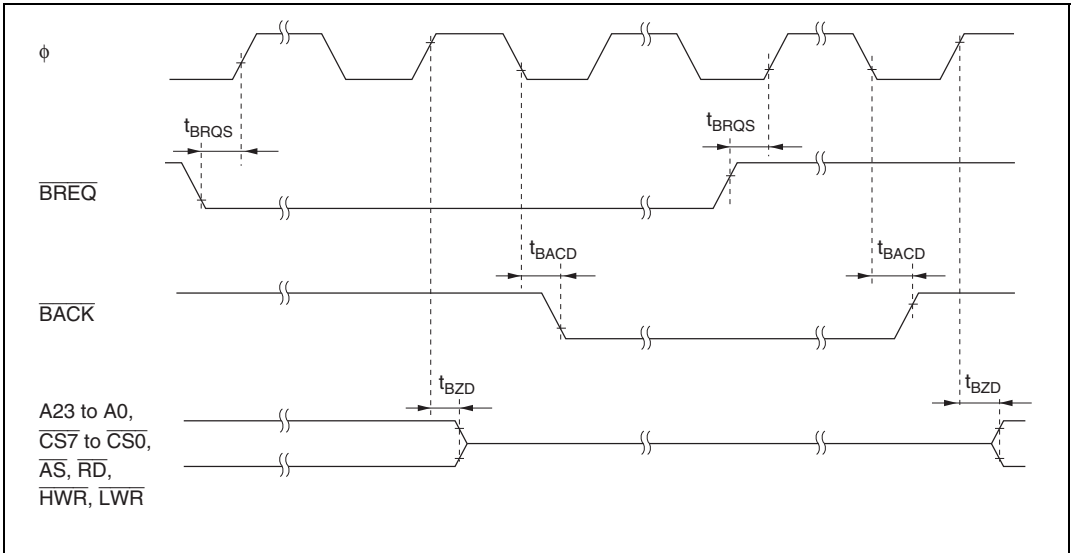 ϕ
tBRQS
tBRQS
BREQ
tBACD
tBACD
BACK
tBZD
tBZD
A23 to A0,
CS7 to CS0,
AS, RD,
HWR, LWR